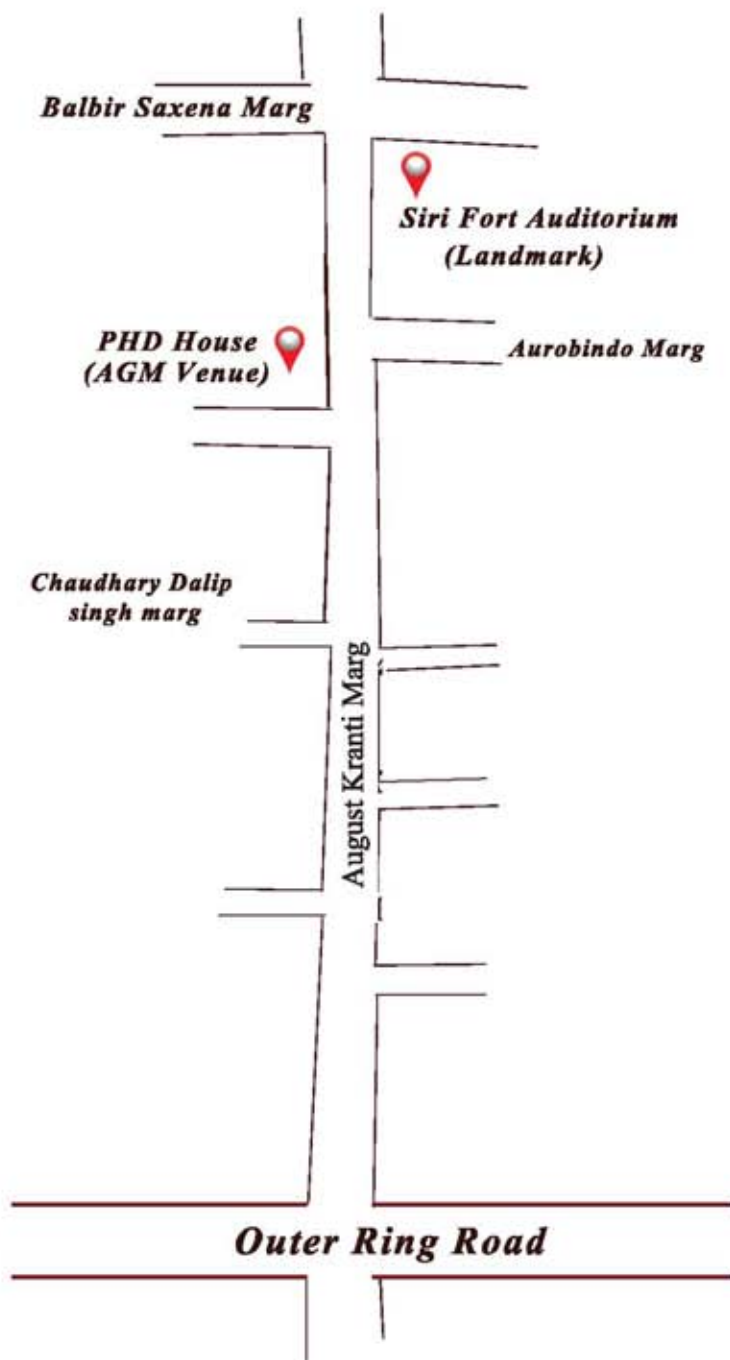 Balbir Saxena Marg
Siri Fort Auditorium
(Landmark)
PHD House
(AGM Venue)
Aurobindo Marg
Chaudhary Dalip
singh marg
August Kranti Marg
Outer Ring Road